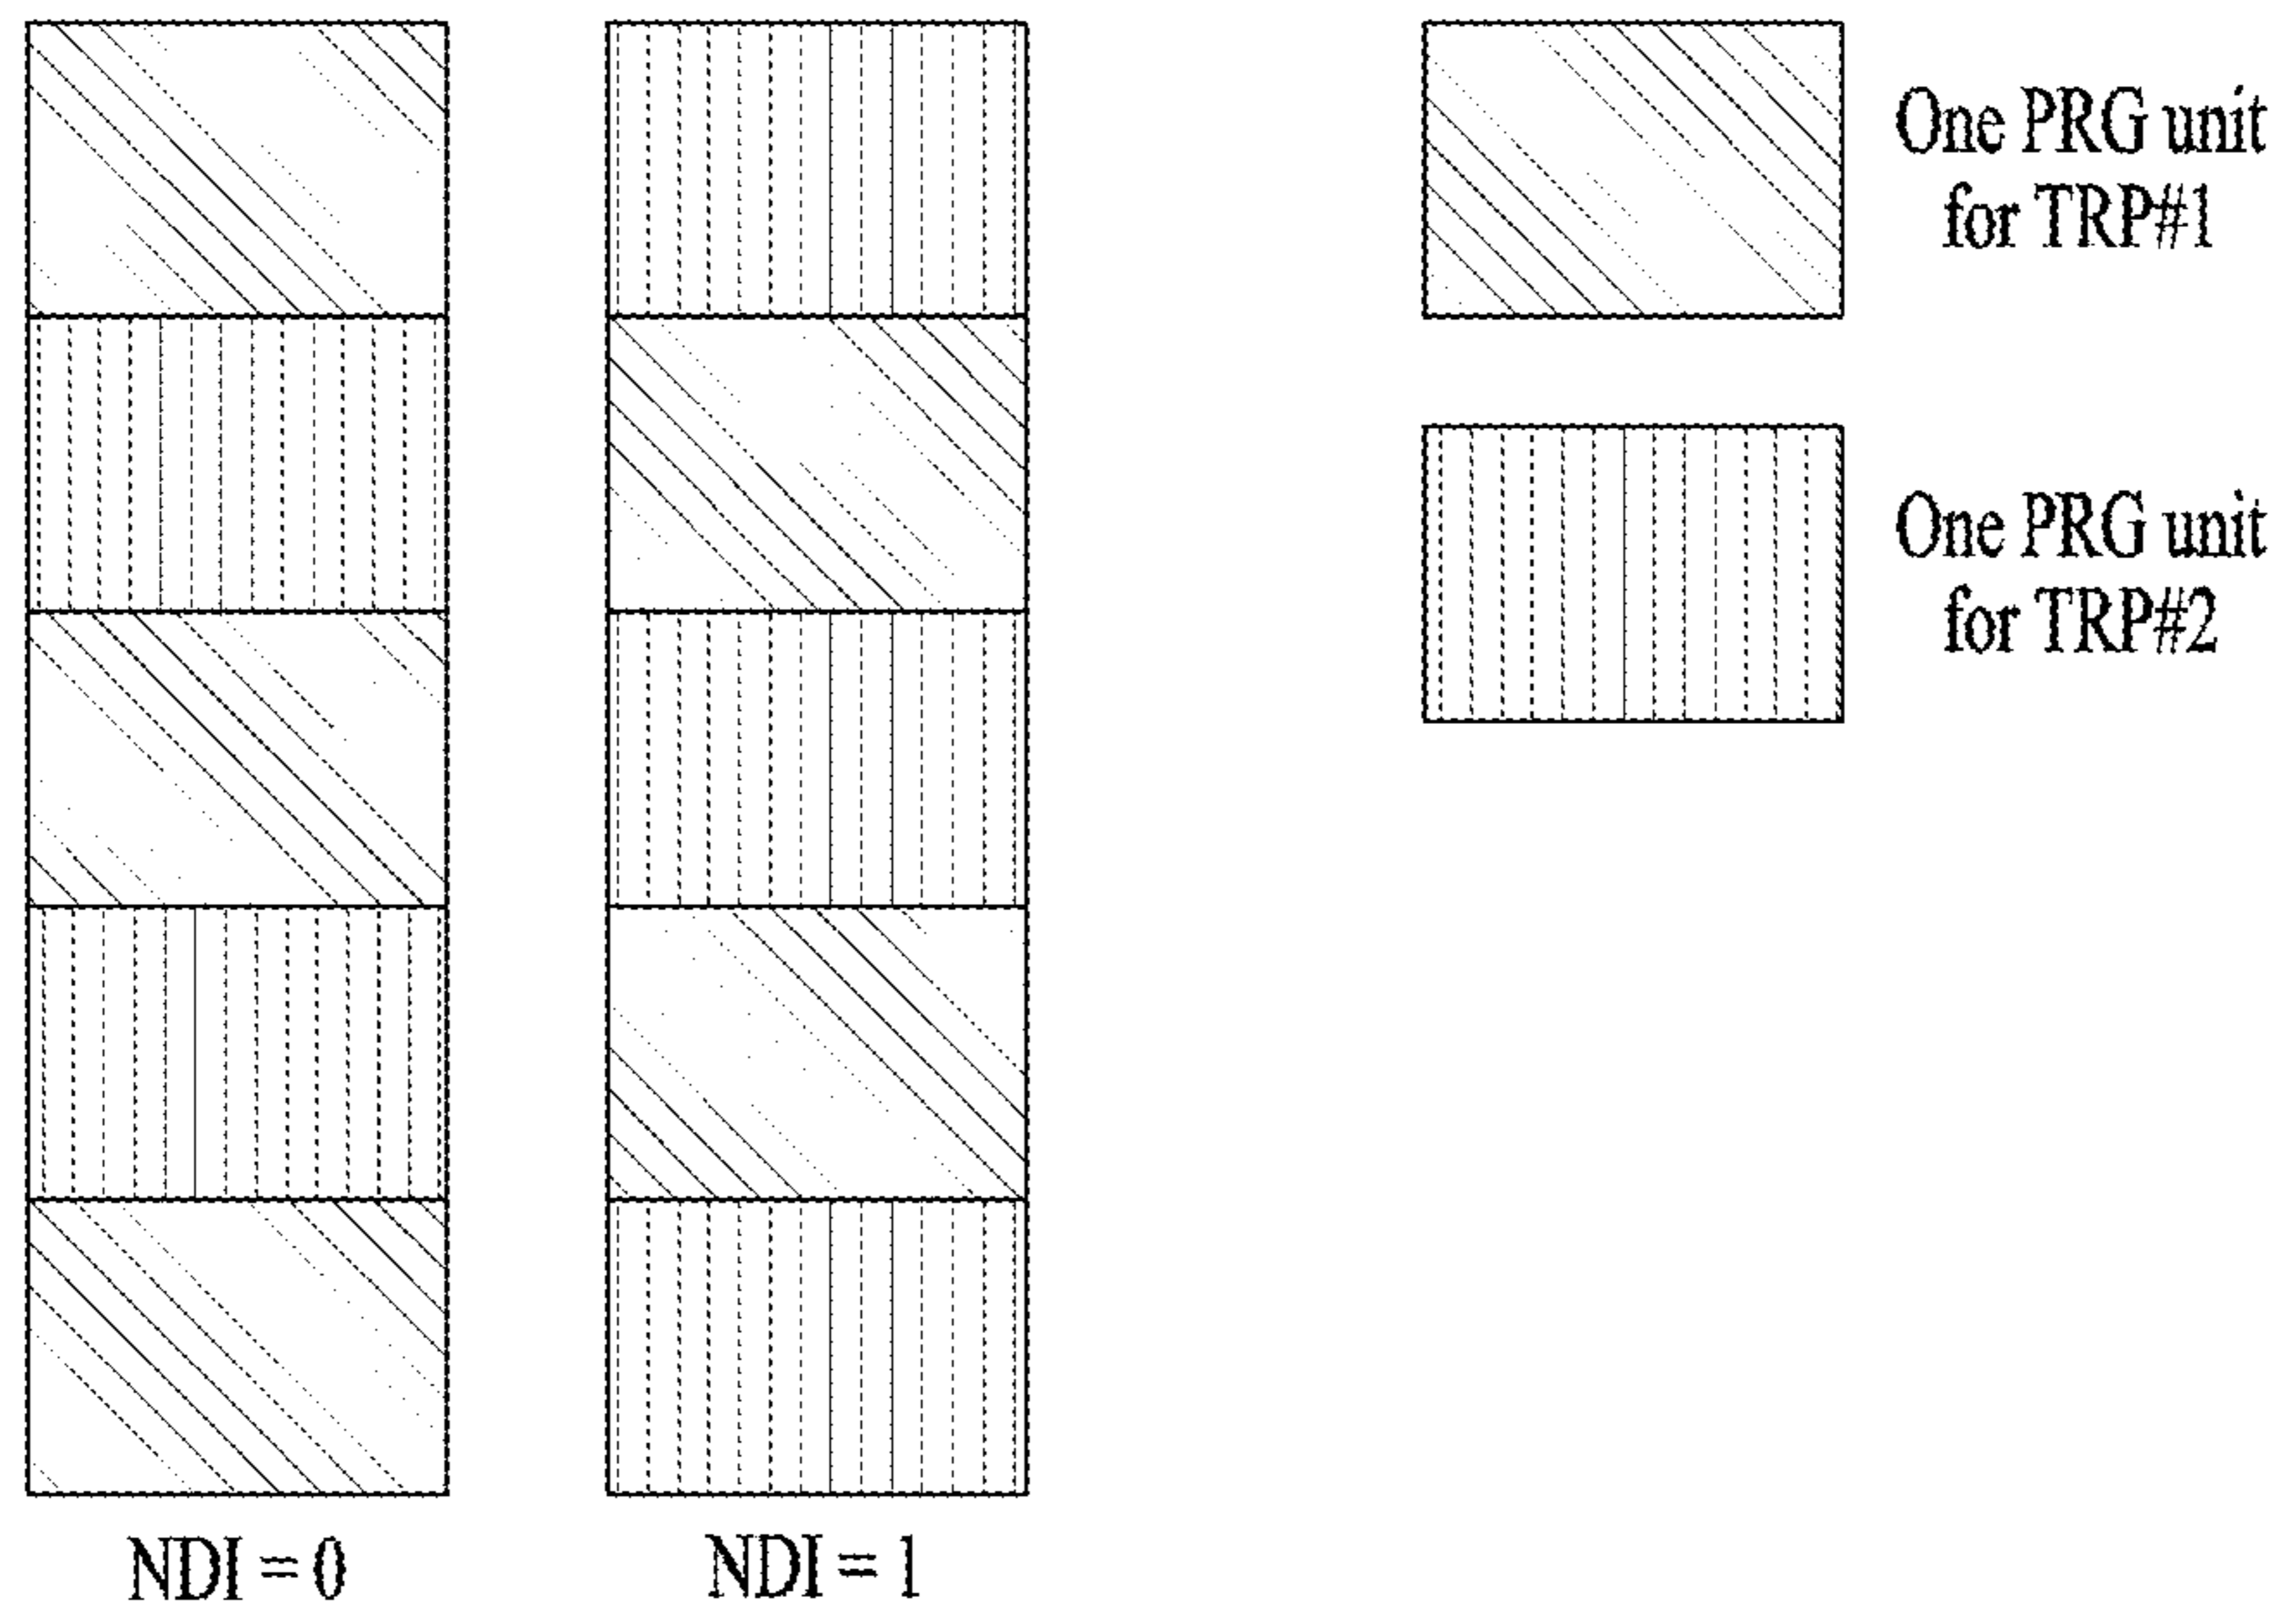 One PRG unit
for TRP#1
One PRG unit
for TRP#2
NDI = 0
NDI = 1